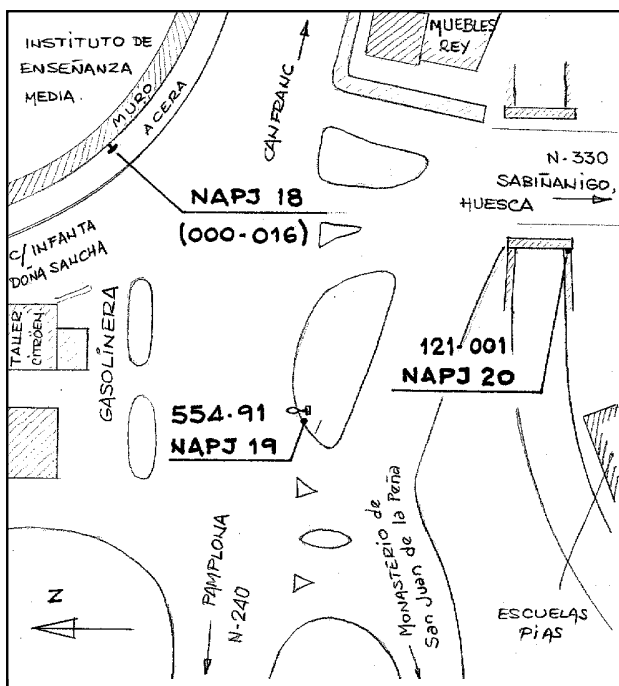 INSTITUTO DE
ENSEÑANZA
MEDIA.
MURO
ACERA
CANFRANC
MUEBLES
REY
N-330
SABIÑANIGO,
HUESCA
NAPJ 18
(000-016)
C/INFANTA
DOÑA SANCHA
TALLER
CITRÖEN.
GASOLINERA
554-91
NAPJ 19
121-001
NAPJ 20
N
PAMPLONA
N-240
MONASTERIO de
San Juan de la Peña
ESCUELAS
PIAS